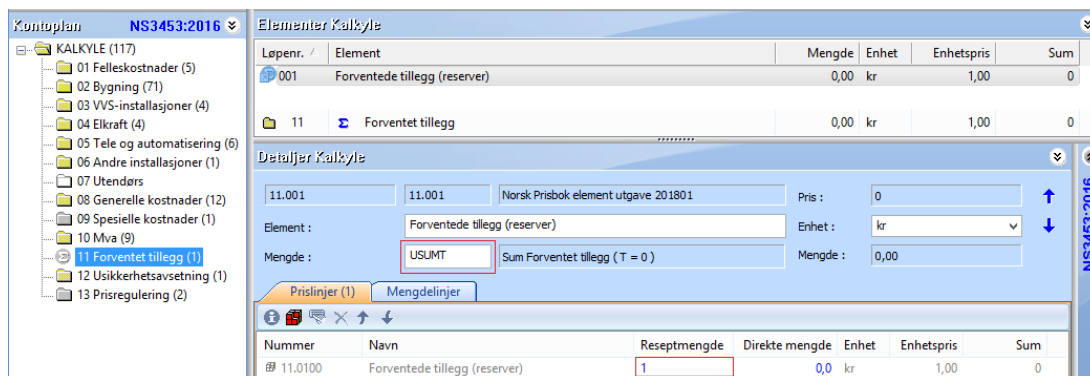 Kontoplan NS3453:2016
KALKYLE (117)
01 Felleskostnader (5)
02 Bygning (71)
03 VVS-installasjoner (4)
04 Elkraft (4)
05 Tele og automatisering (6)
06 Andre installasjoner (1)
07 Utendørs
08 Generelle kostnader (12)
09 Spesielle kostnader (1)
10 Mva (9)
11 Forventet tillegg (1)
12 Usikkerhetsavsetning (1)
13 Prisregulering (2)
Elementer Kalkyle
Løpenr. Element Mengde Enhet Enhetspris Sum
001 Forventede tillegg (reserver) 0,00 kr 1,00 0
11 Σ Forventet tillegg 0,00 kr 1,00 0
Detaljer Kalkyle
11.001 11.001 Norsk Prisbok element utgave 201801 Pris : 0
Element : Forventede tillegg (reserver) Enhet : kr
Mengde : USUMT Sum Forventet tillegg ( T = 0 ) Mengde : 0,00
Prislinjer (1) Mengdelinjer
Nummer Navn Reseptmengde Direkte mengde Enhet Enhetspris Sum
11.0100 Forventede tillegg (reserver) 1 0,0 kr 1,00 0
NS3453:2016